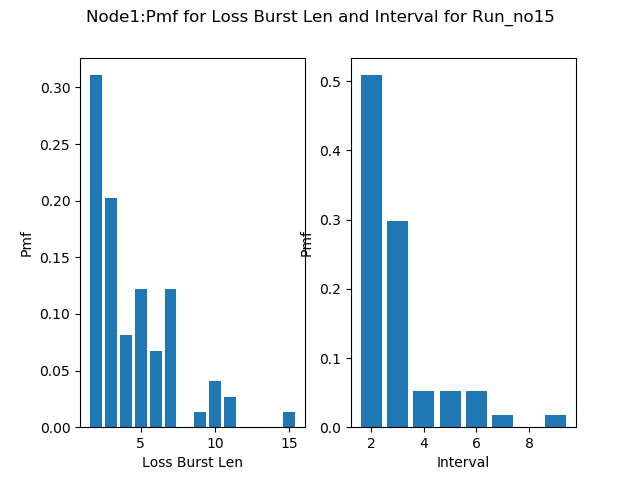 Node1:Pmf for Loss Burst Len and Interval for Run_no15
0.30
0.25
0.20
0.15
0.10
0.05
0.00
Pmf
5 10 15
Loss Burst Len
0.5
0.4
0.3
0.2
0.1
0.0
Pmf
2 4 6 8
Interval